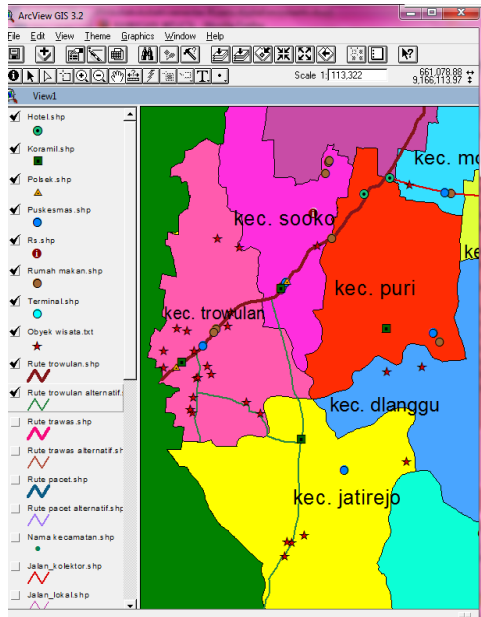 ArcView GIS 3.2
File Edit View Theme Graphics Window Help
Scale 1: 113,322
661,078.88
9,166,113.97
View1
Hotel.shp
Koramil.shp
Polsek.shp
Puskesmas.shp
Rs.shp
Rumah makan.shp
Terminal.shp
Obyek wisata.txt
Rute trowulan.shp
Rute trowulan alternatif.s
Rute trawas.shp
Rute trawas alternatif.sh
Rute pacet.shp
Rute pacet alternatif.shp
Nama kecamatan.shp
Jalan_kolektor.shp
Jalan_lokal.shp
kec. mo
kec. sooko
ke
kec. puri
kec. trowulan
kec. dlanggu
kec. jatirejo